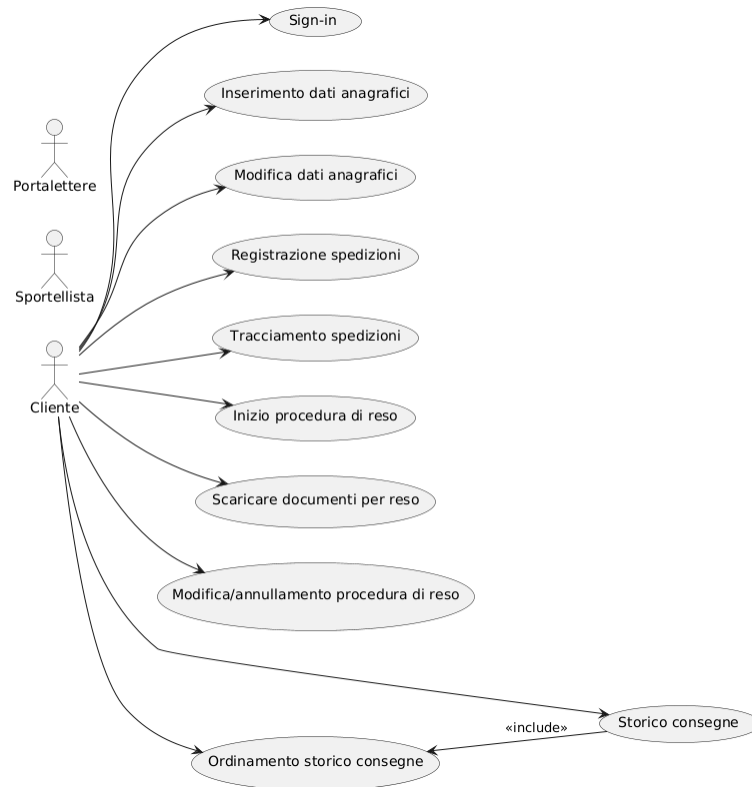 Sign-in
Inserimento dati anagrafici
Portalettere
Modifica dati anagrafici
Registrazione spedizioni
Sportellista
Tracciamento spedizioni
Cliente
Inizio procedura di reso
Scaricare documenti per reso
Modifica/annullamento procedura di reso
Storico consegne
«include»
Ordinamento storico consegne